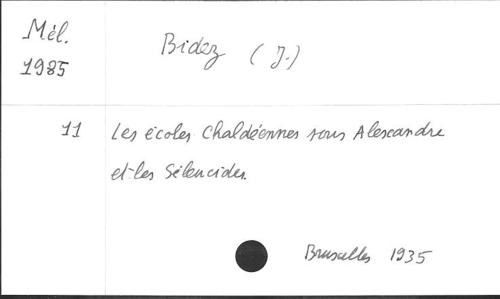 Mél.
1985
Bidez (J.)
11
Les écoles Chaldéennes sous Alexandre
et les Séleucides.
Bruxelles 1935